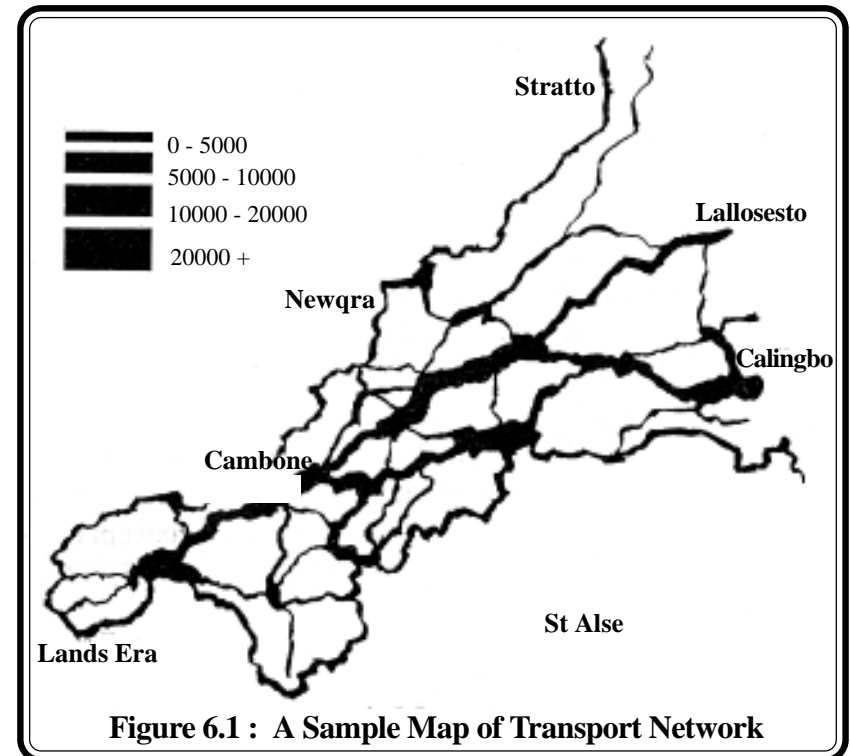 Stratto
0 - 5000
5000 - 10000
10000 - 20000
20000 +
Lallosesto
Newqra
Calingbo
Cambone
St Alse
Lands Era
Figure 6.1 : A Sample Map of Transport Network